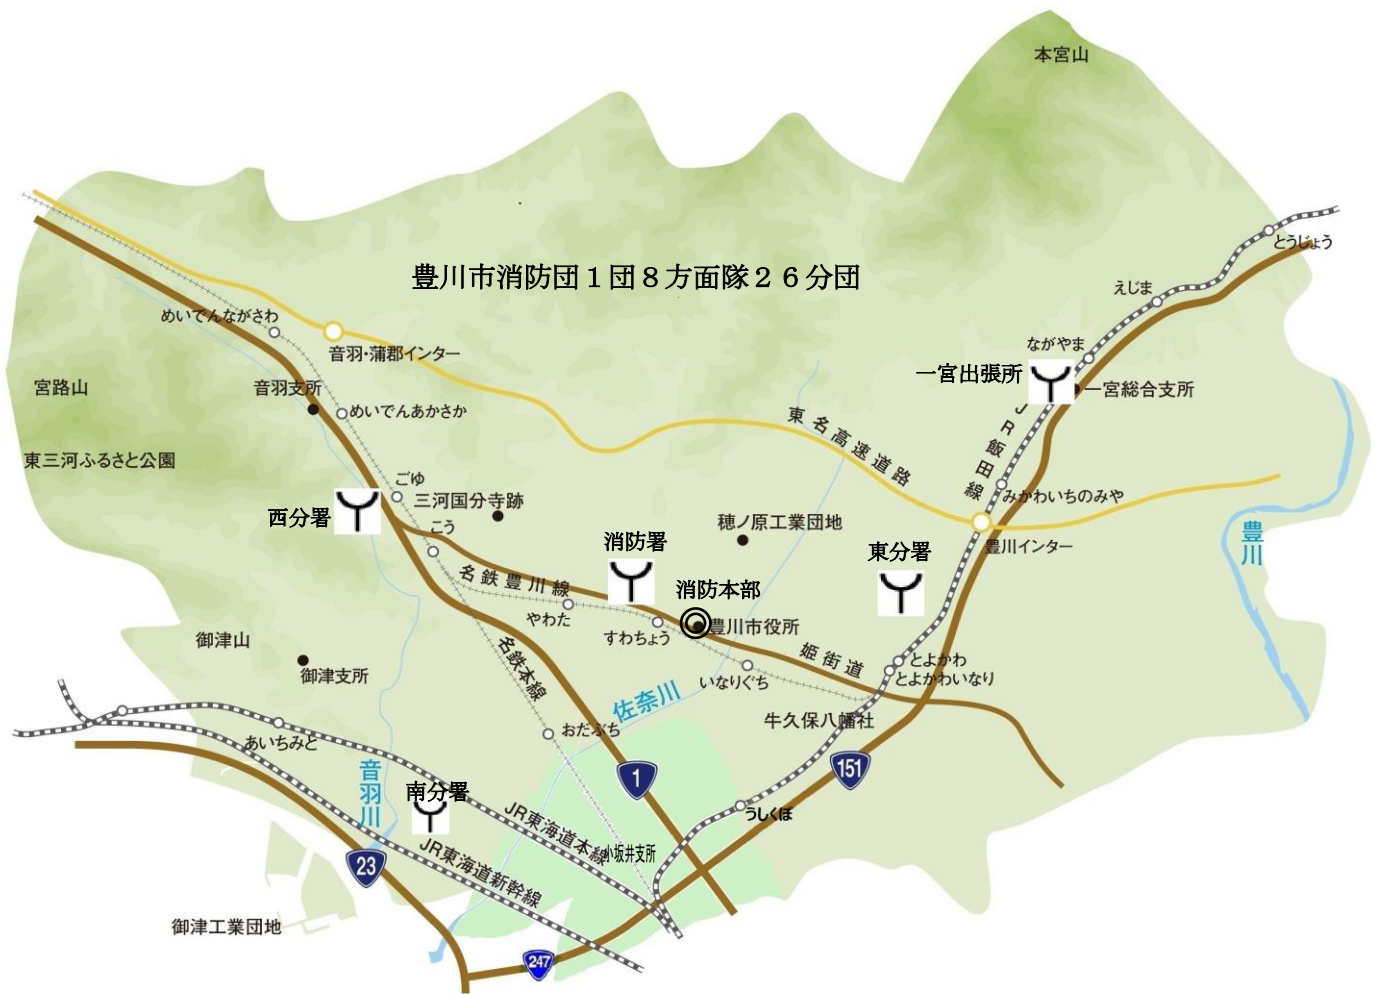 本宮山
とうじょう
豊川市消防団1団8方面隊26分団
えじま
めいでんながさわ
ながやま
音羽・蒲郡インター
一宮出張所
宮路山
音羽支所
一宮総合支所
めいでんあかさか
東名高速道路
JR飯田線
東三河ふるさと公園
ごゆ
三河国分寺跡
みかわいちのみや
西分署
こう
穂ノ原工業団地
消防署
東分署
豊川インター
豊川
名鉄豊川線
消防本部
やわた
すわちょう
豊川市役所
御津山
姫街道
とよかわ
御津支所
名鉄本線
いなりぐち
とよかわいなり
佐奈川
牛久保八幡社
おだぶち
あいちみと
151
1
音羽川
南分署
うしくぼ
JR東海道本線
小坂井支所
23
JR東海道新幹線
御津工業団地
247